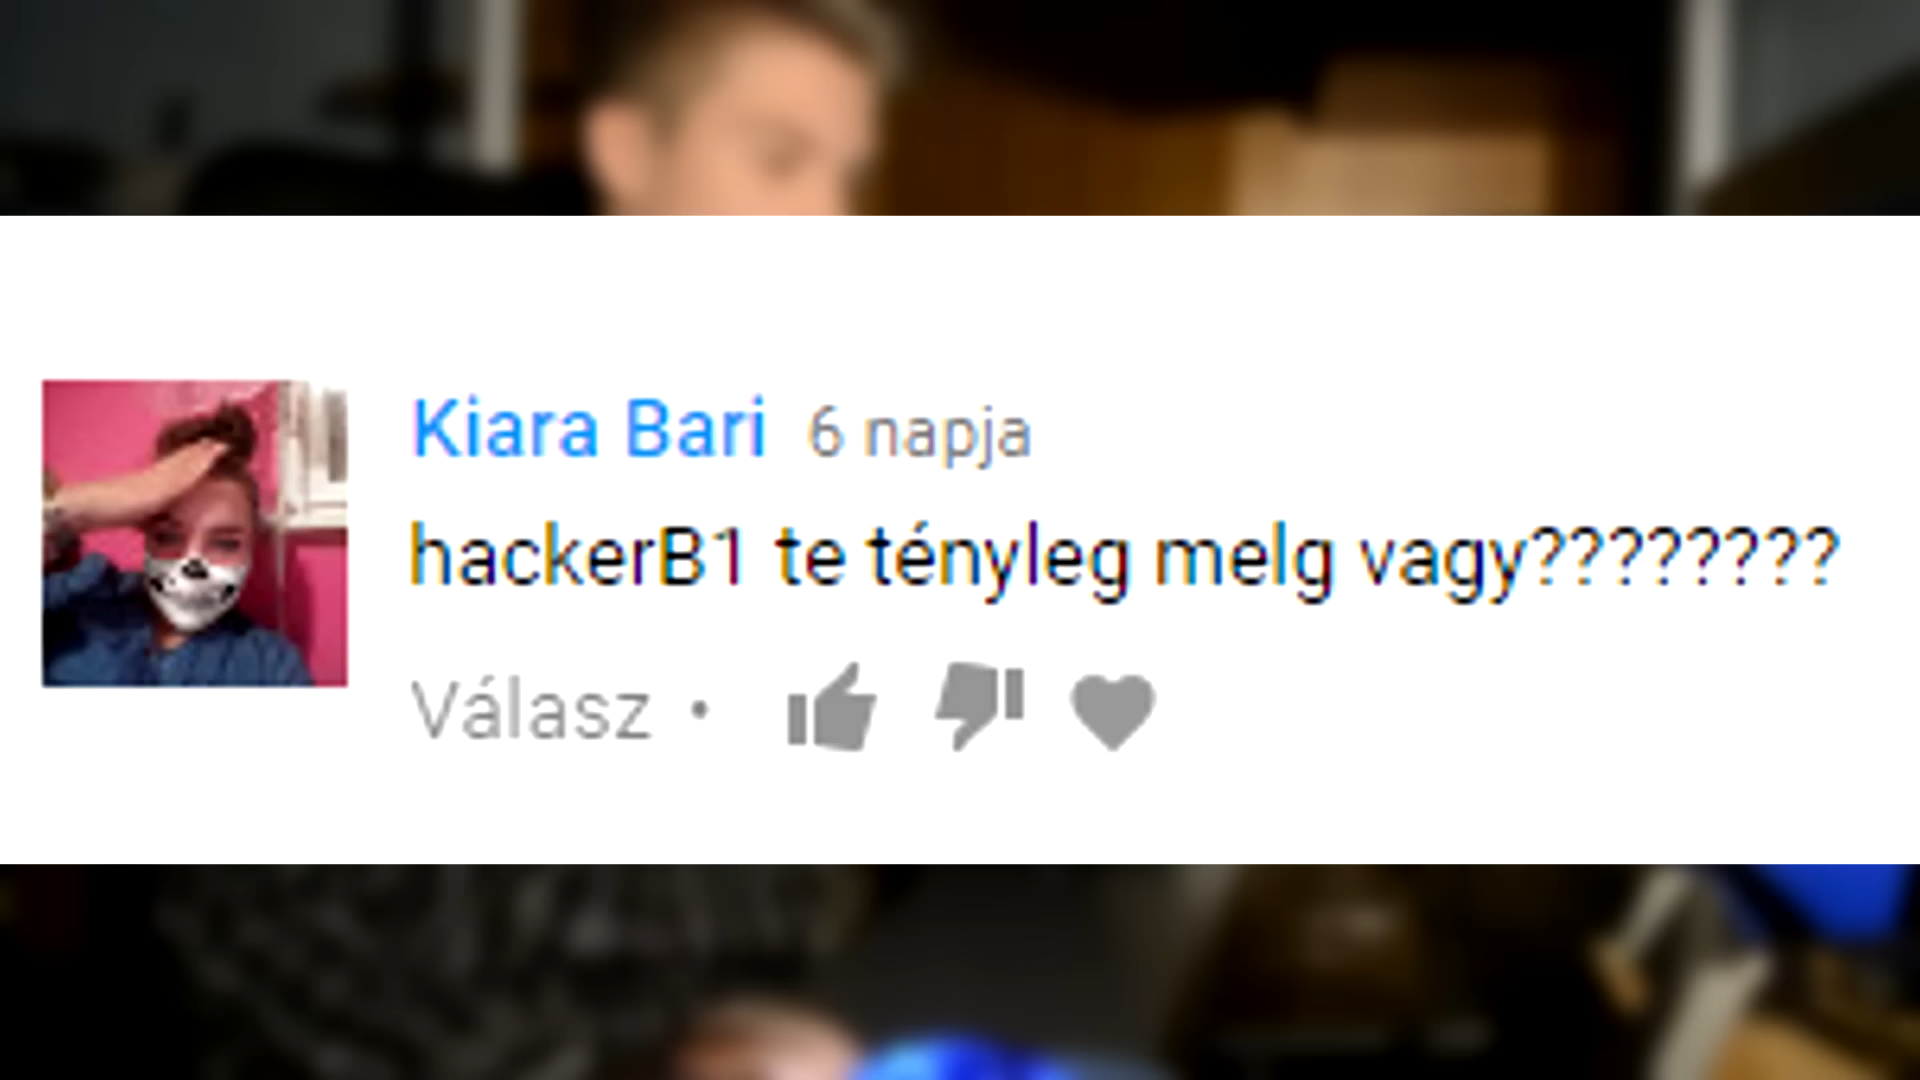 Kiara Bari 6 napja
hackerB1 te tényleg melg vagy????????
Válasz •